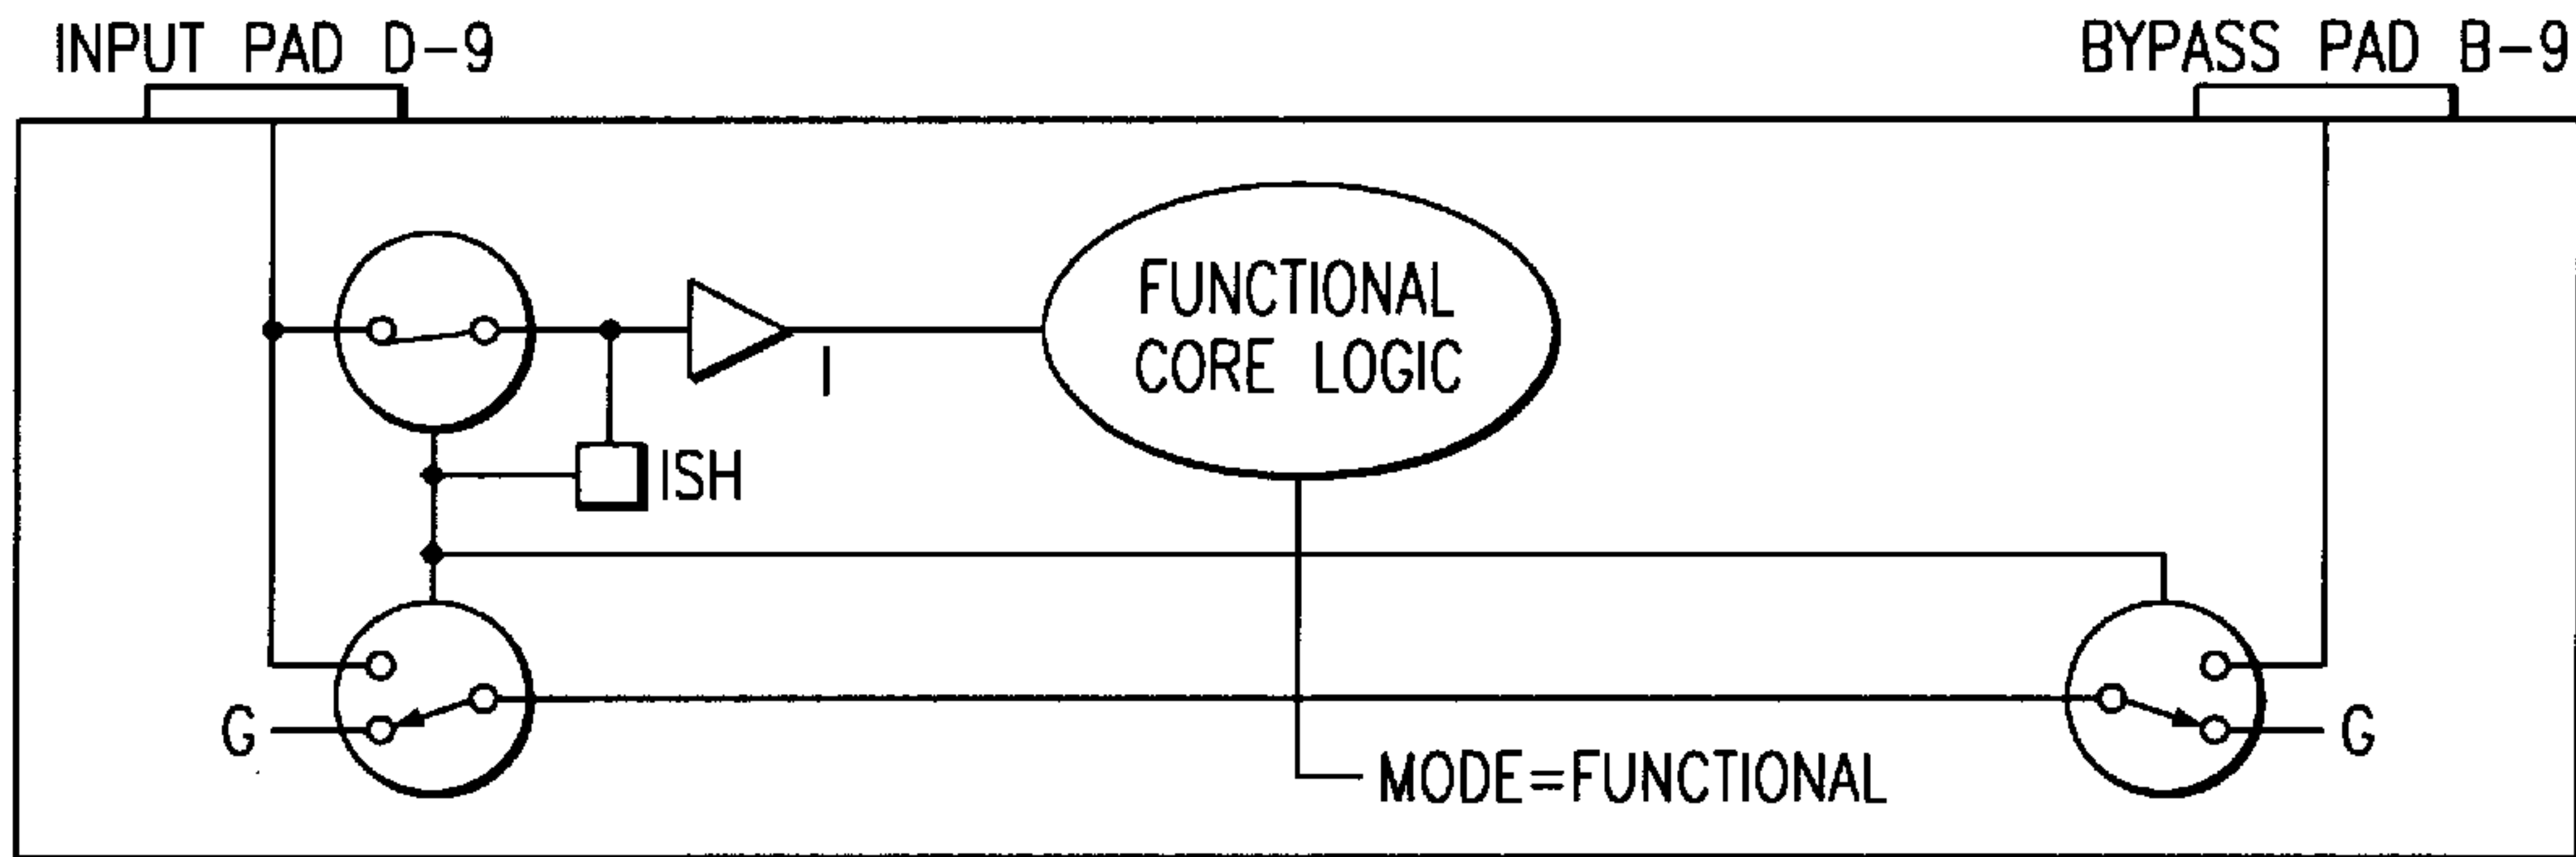 INPUT PAD D-9
BYPASS PAD B-9
FUNCTIONAL
CORE LOGIC
I
ISH
G
G
MODE=FUNCTIONAL